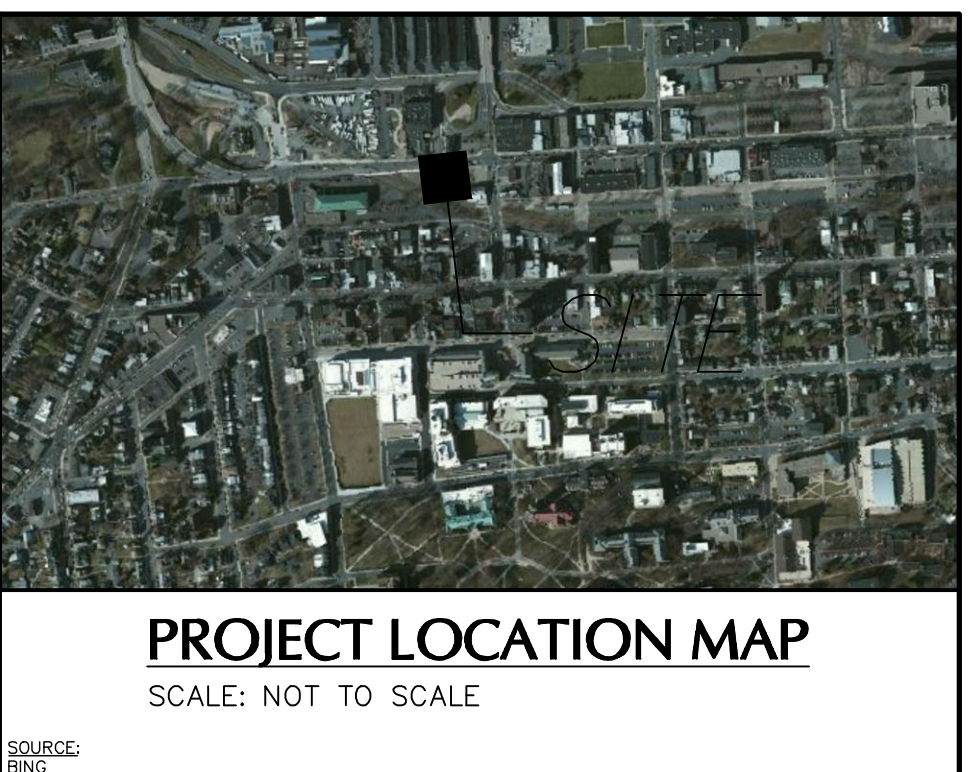 SITE
PROJECT LOCATION MAP
SCALE: NOT TO SCALE
SOURCE:
BING